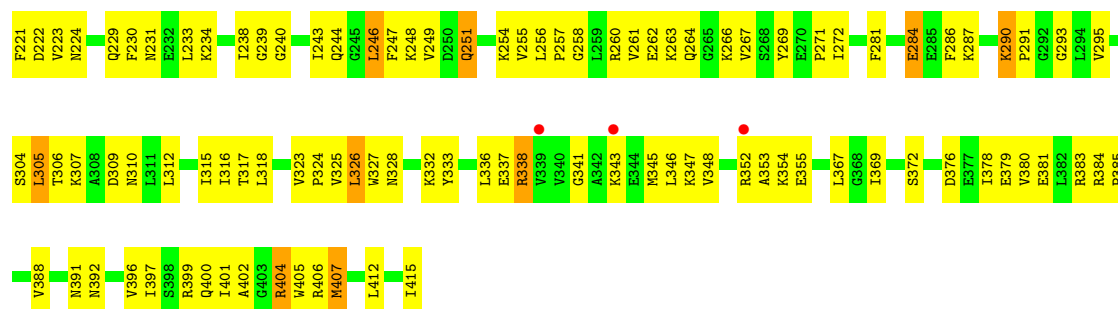 F221 D222 V223 N224 Q229 F230 N231 E232 L233 K234 I238 G239 G240 I243 Q244 G245 L246 F247 K248 V249 D250 Q251 K254 V255 L256 P257 G258 L259 R260 V261 E262 K263 Q264 G265 K266 V267 S268 Y269 E270 P271 I272 F281 E284 E285 F286 K287 K290 P291 G292 G293 L294 V295
S304 L305 T306 K307 A308 D309 N310 L311 L312 I315 I316 T317 L318 V323 P324 V325 L326 W327 N328 K332 Y333 L336 E337 R338 V339 V340 G341 A342 K343 E344 M345 L346 K347 V348 R352 A353 K354 E355 L367 G368 I369 S372 D376 E377 I378 E379 V380 E381 L382 R383 R384 P385
V388 N391 N392 V396 I397 S398 R399 Q400 I401 A402 G403 R404 W405 R406 M407 L412 I415